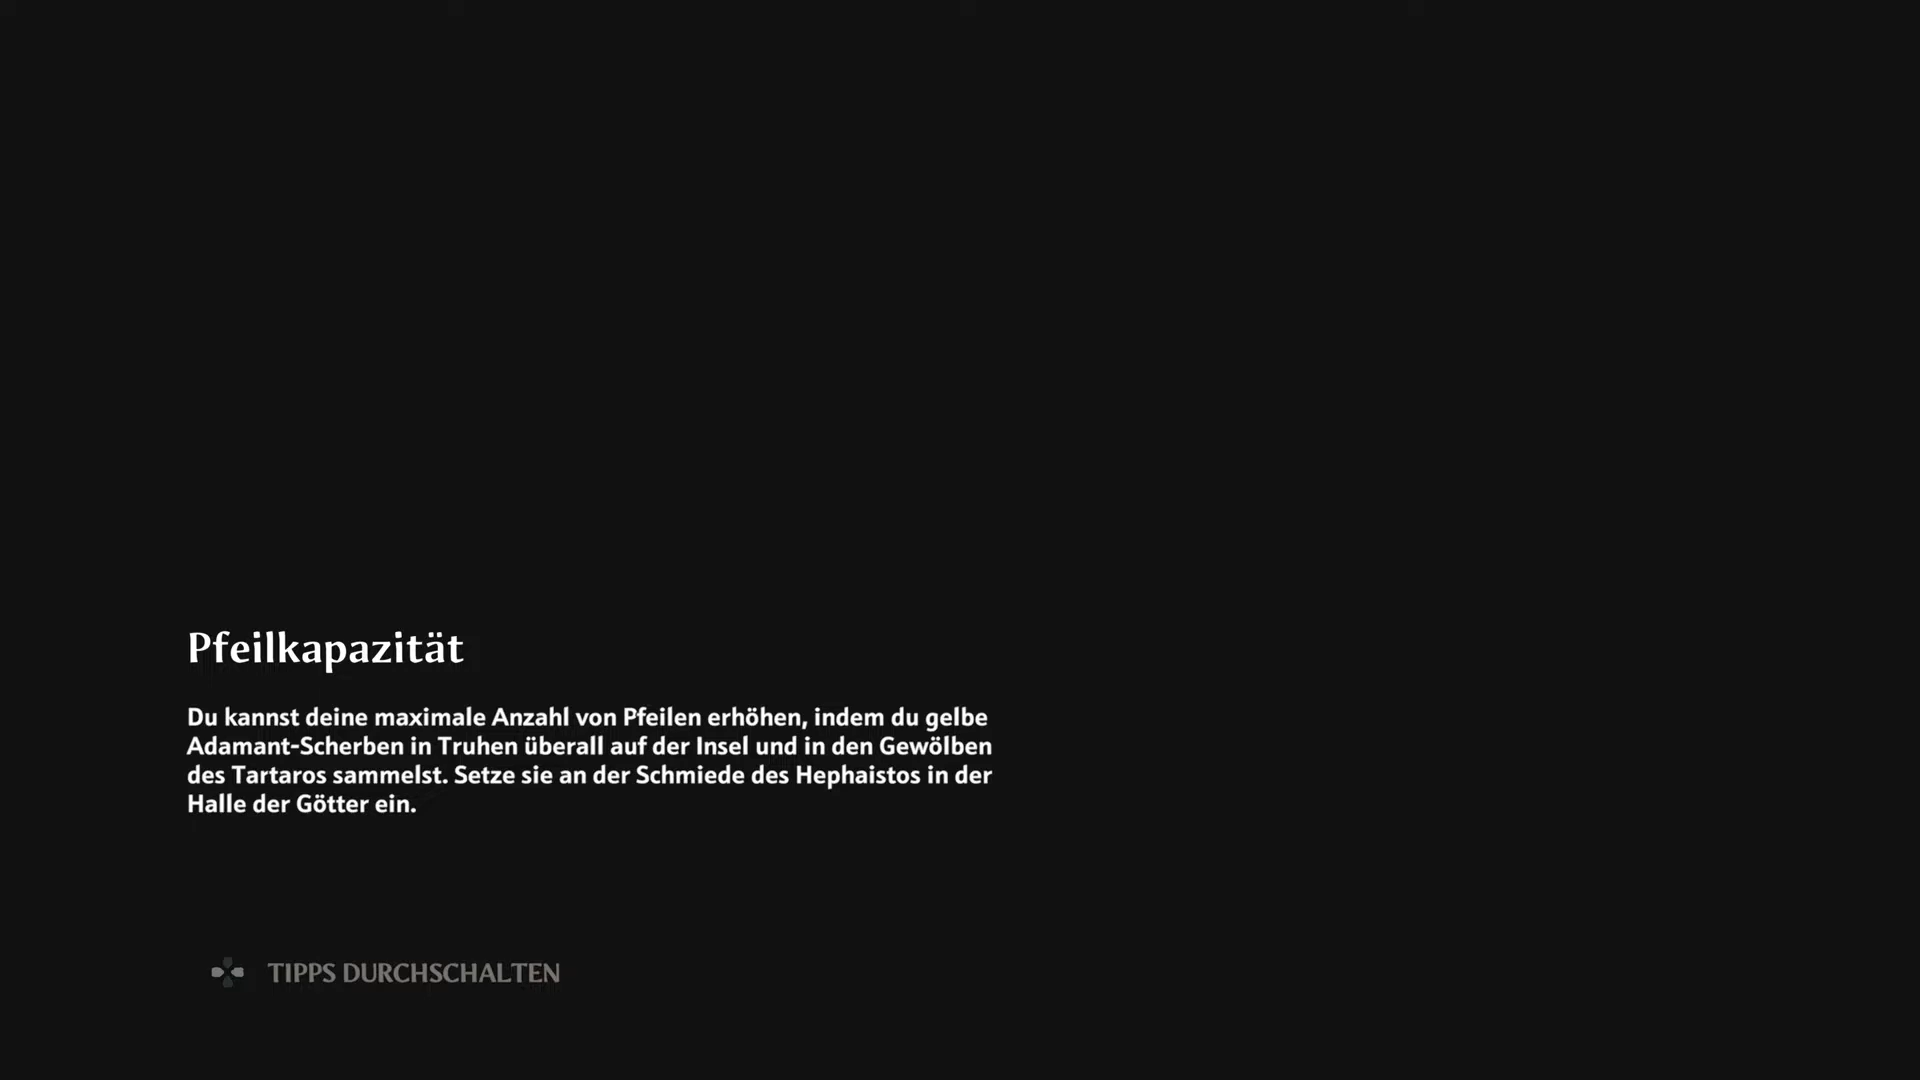 Pfeilkapazität
Du kannst deine maximale Anzahl von Pfeilen erhöhen, indem du gelbe
Adamant-Scherben in Truhen überall auf der Insel und in den Gewölben
des Tartaros sammelst. Setze sie an der Schmiede des Hephaistos in der
Halle der Götter ein.
TIPPS DURCHSCHALTEN